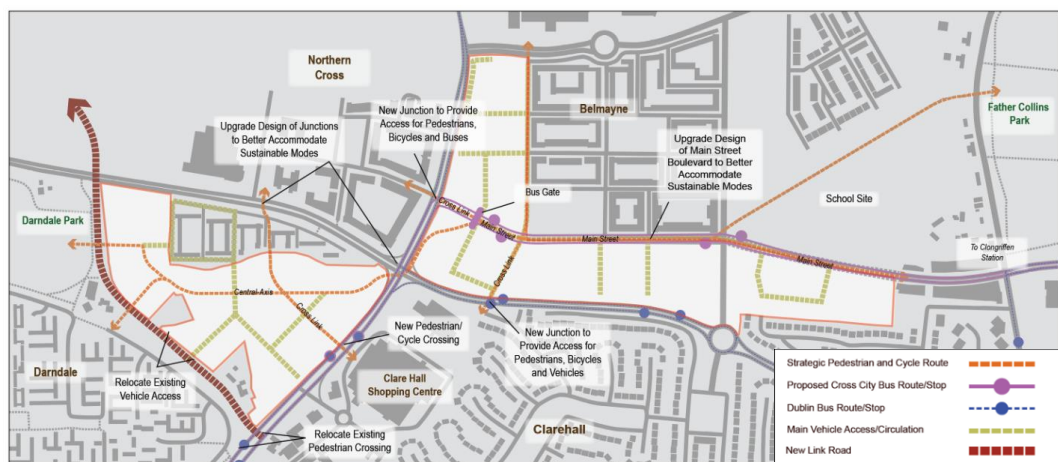 Northern
Cross
New Junction to Provide
Access for Pedestrians,
Bicycles and Buses
Belmayne
Father Collins
Park
Upgrade Design of Junctions
to Better Accommodate
Sustainable Modes
Upgrade Design
of Main Street
Boulevard to Better
Accommodate
Sustainable Modes
Bus Gate
School Site
Darndale Park
Cross Link
Main Street
Main Street
Main Street
To Clongriffen
Station
Central Axis
Cross Link
Cross Link
New Pedestrian/
Cycle Crossing
New Junction to
Provide Access for
Pedestrians, Bicycles
and Vehicles
Darndale
Relocate Existing
Vehicle Access
Clare Hall
Shopping Centre
Relocate Existing
Pedestrian Crossing
Clarehall
Strategic Pedestrian and Cycle Route
Proposed Cross City Bus Route/Stop
Dublin Bus Route/Stop
Main Vehicle Access/Circulation
New Link Road